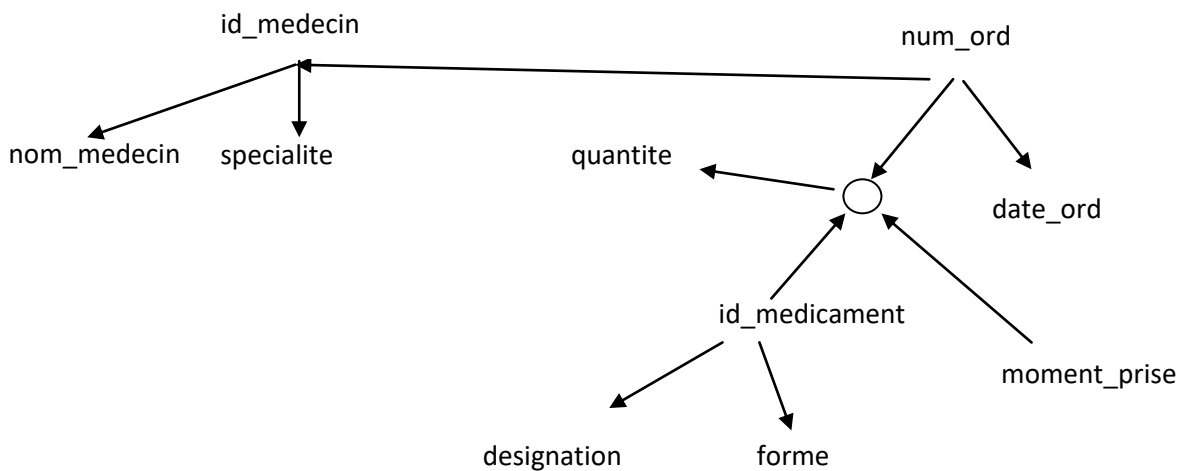 id_medecin
num_ord
nom_medecin
specialite
quantite
date_ord
id_medicament
moment_prise
designation
forme